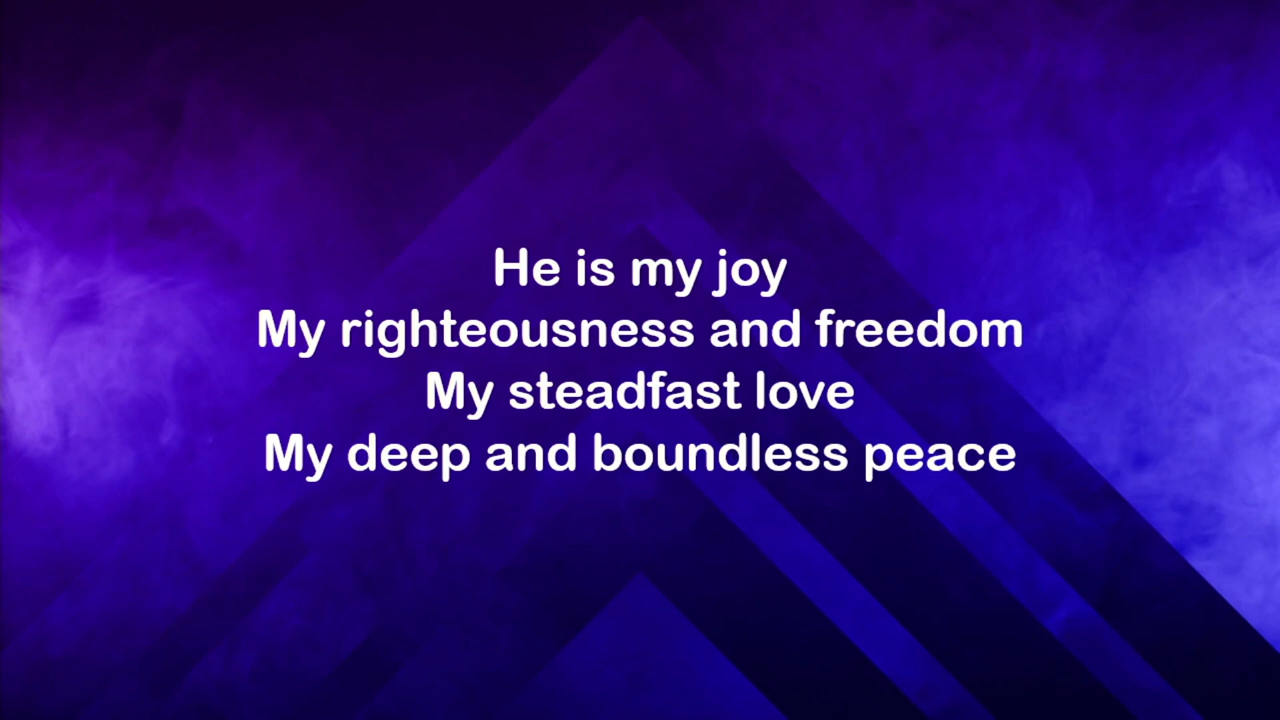 He is my joy
My righteousness and freedom
My steadfast love
My deep and boundless peace